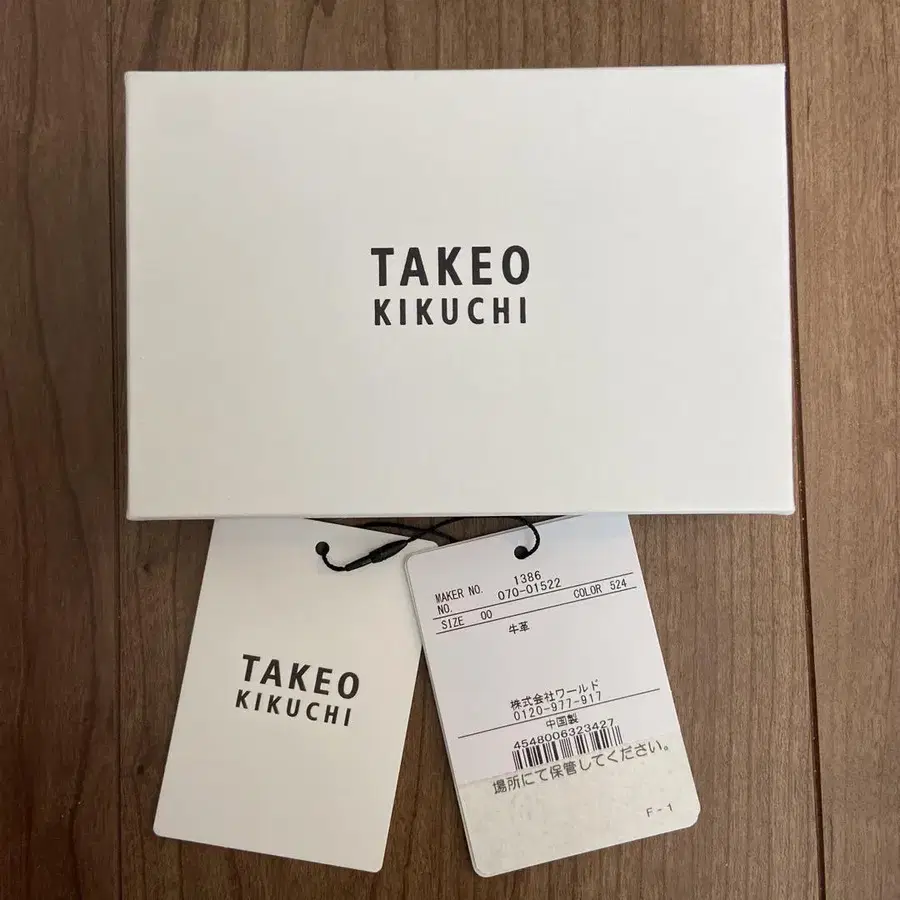 TAKEO
KIKUCHI
TAKEO
KIKUCHI
MAKER NO. 1386
NO. 070-01522 COLOR 524
SIZE 00
牛革
株式会社ワールド
0120-977-917
中国製
4548006323427
場所にて保管してください。
F-1